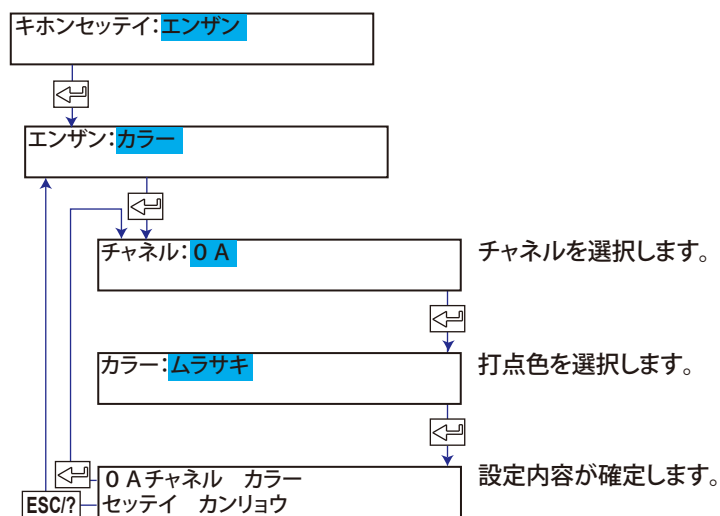 キホンセッテイ：エンザン
エンザン：カラー
チャネル：０Ａ
チャネルを選択します。
カラー：ムラサキ
打点色を選択します。
０Ａチャネル　カラー
設定内容が確定します。
ESC/?
セッテイ　カンリョウ